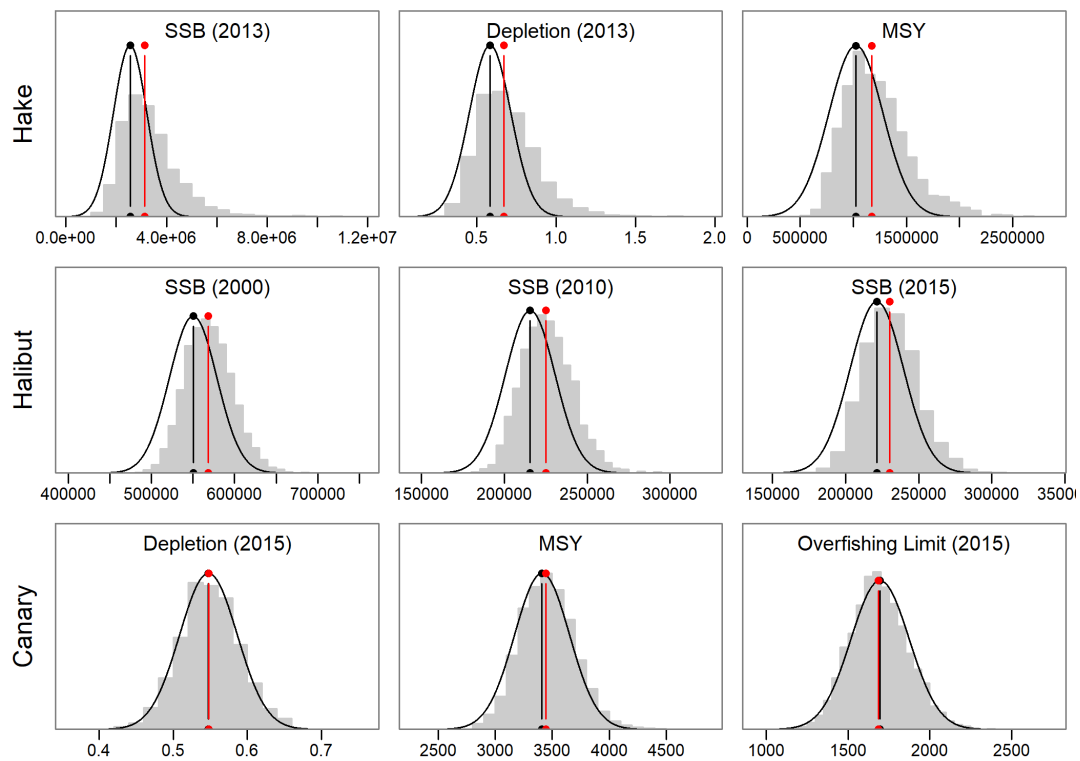 SSB (2013)
Depletion (2013)
MSY
Hake
0.0e+00 4.0e+06 8.0e+06 1.2e+07
0.5 1.0 1.5 2.0
0 500000 1500000 2500000
SSB (2000)
SSB (2010)
SSB (2015)
Halibut
400000 500000 600000 700000
150000 200000 250000 300000
150000 200000 250000 300000 35000
Depletion (2015)
MSY
Overfishing Limit (2015)
Canary
0.4 0.5 0.6 0.7
2500 3000 3500 4000 4500
1000 1500 2000 2500